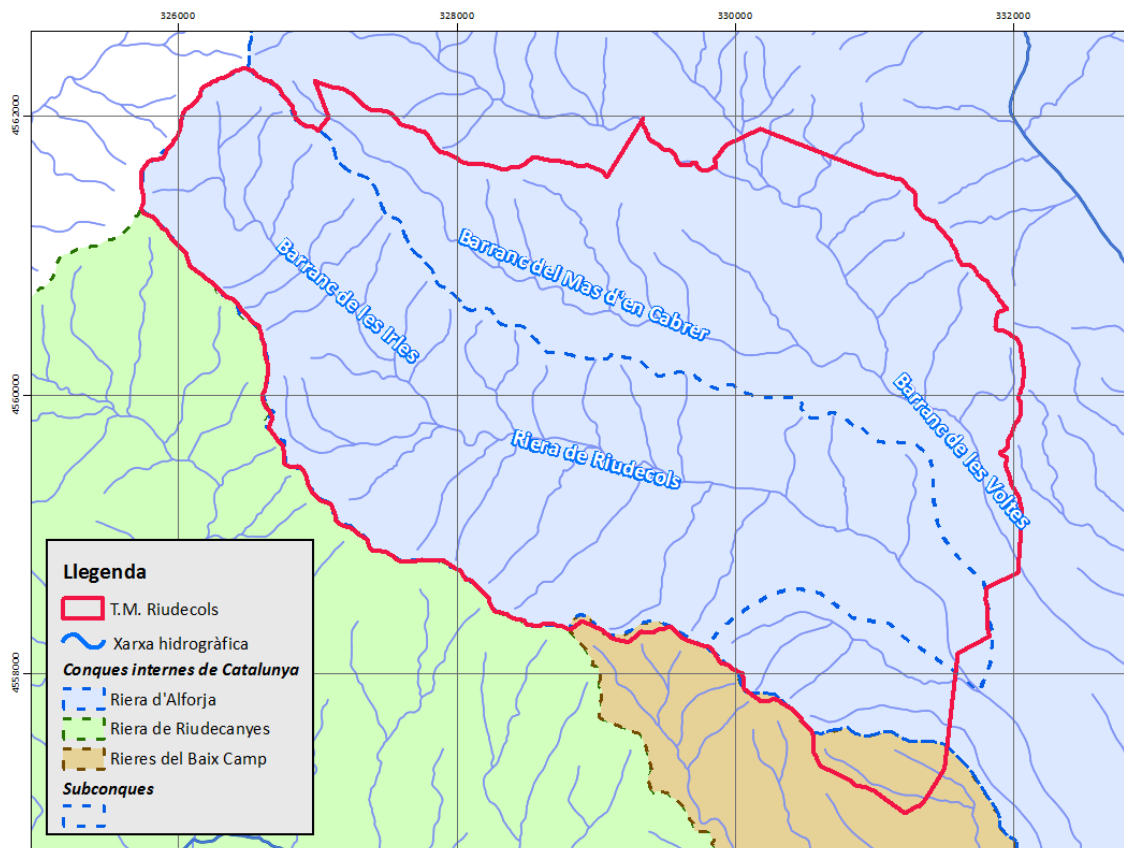 326000
328000
330000
332000
4562000
4560000
4558000
Barranc de les Irles
Barranc del Mas d'en Cabrer
Riera de Riudecols
Barranc de les Voltes
Llegenda
T.M. Riudecols
Xarxa hidrogràfica
Conques internes de Catalunya
Riera d'Alforja
Riera de Riudecanyes
Rieres del Baix Camp
Subconques